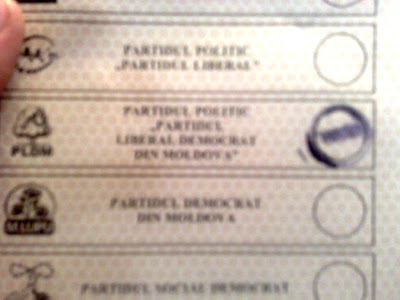 PARTIDUL POLITIC
„PARTIDUL LIBERAL"
PARTIDUL POLITIC
„PARTIDUL
LIBERAL DEMOCRAT
DIN MOLDOVA"
PLDM
PARTIDUL DEMOCRAT
DIN MOLDOVA
M.LUPU
PARTIDUL SOCIAL DEMOCRAT